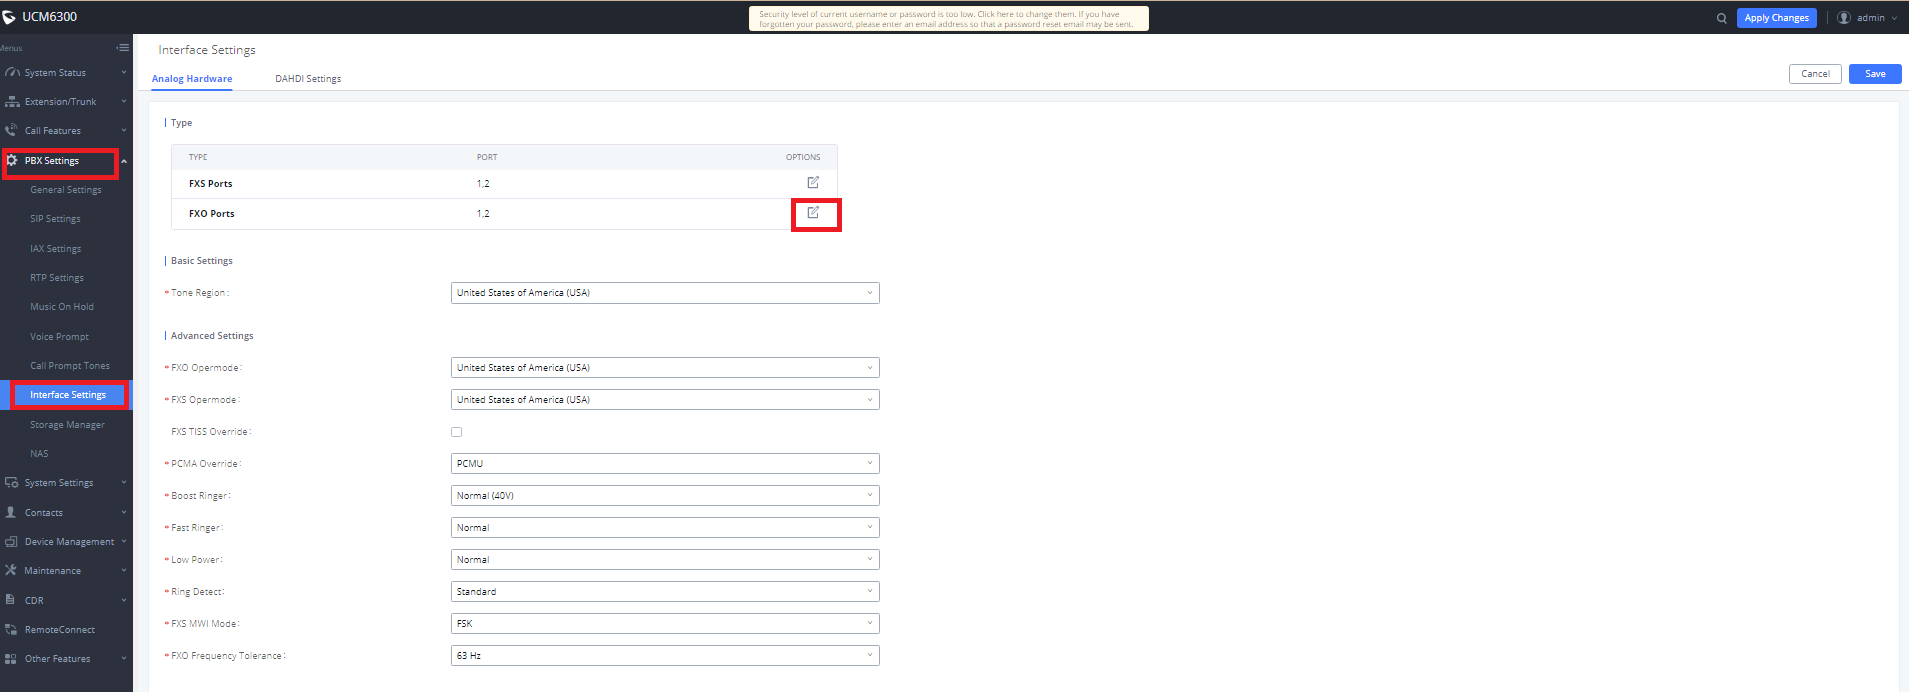 UCM6300
Security level of current username or password is too low. Click here to change them. If you have
forgotten your password, please enter an email address so that a password reset email may be sent.
Apply Changes
admin
Menus
System Status
Extension/Trunk
Call Features
PBX Settings
General Settings
SIP Settings
IAX Settings
RTP Settings
Music On Hold
Voice Prompt
Call Prompt Tones
Interface Settings
Storage Manager
NAS
System Settings
Contacts
Device Management
Maintenance
CDR
RemoteConnect
Other Features
Interface Settings
Analog Hardware DAHDI Settings
Cancel Save
Type
TYPE PORT OPTIONS
FXS Ports 1,2
FXO Ports 1,2
Basic Settings
* Tone Region: United States of America (USA)
Advanced Settings
* FXO Opermode: United States of America (USA)
* FXS Opermode: United States of America (USA)
FXS TISS Override:
* PCMA Override: PCMU
* Boost Ringer: Normal (40V)
* Fast Ringer: Normal
* Low Power: Normal
* Ring Detect: Standard
* FXS MWI Mode: FSK
* FXO Frequency Tolerance: 63 Hz